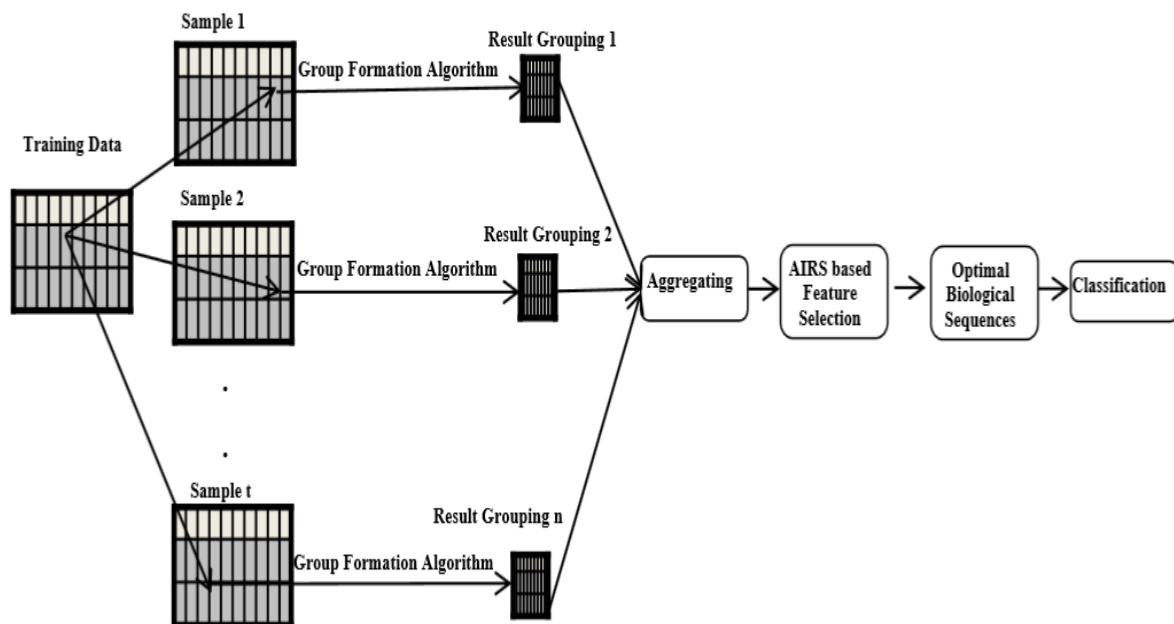 Sample 1
Group Formation Algorithm
Result Grouping 1
Training Data
Sample 2
Group Formation Algorithm
Result Grouping 2
Aggregating
AIRS based
Feature
Selection
Optimal
Biological
Sequences
Classification
.
.
Sample t
Group Formation Algorithm
Result Grouping n